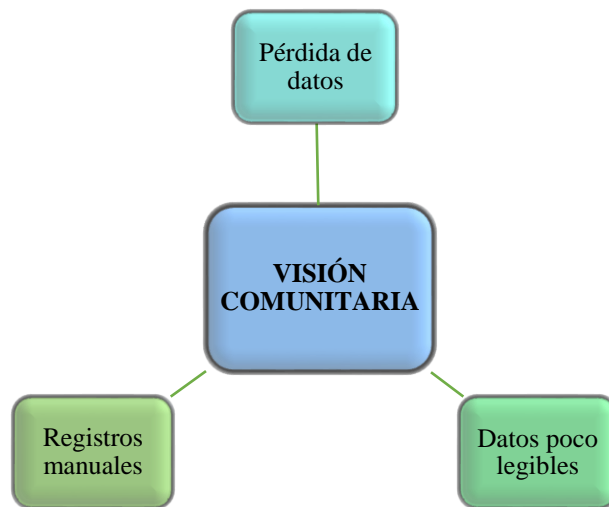 Pérdida de
datos
VISIÓN
COMUNITARIA
Registros
manuales
Datos poco
legibles